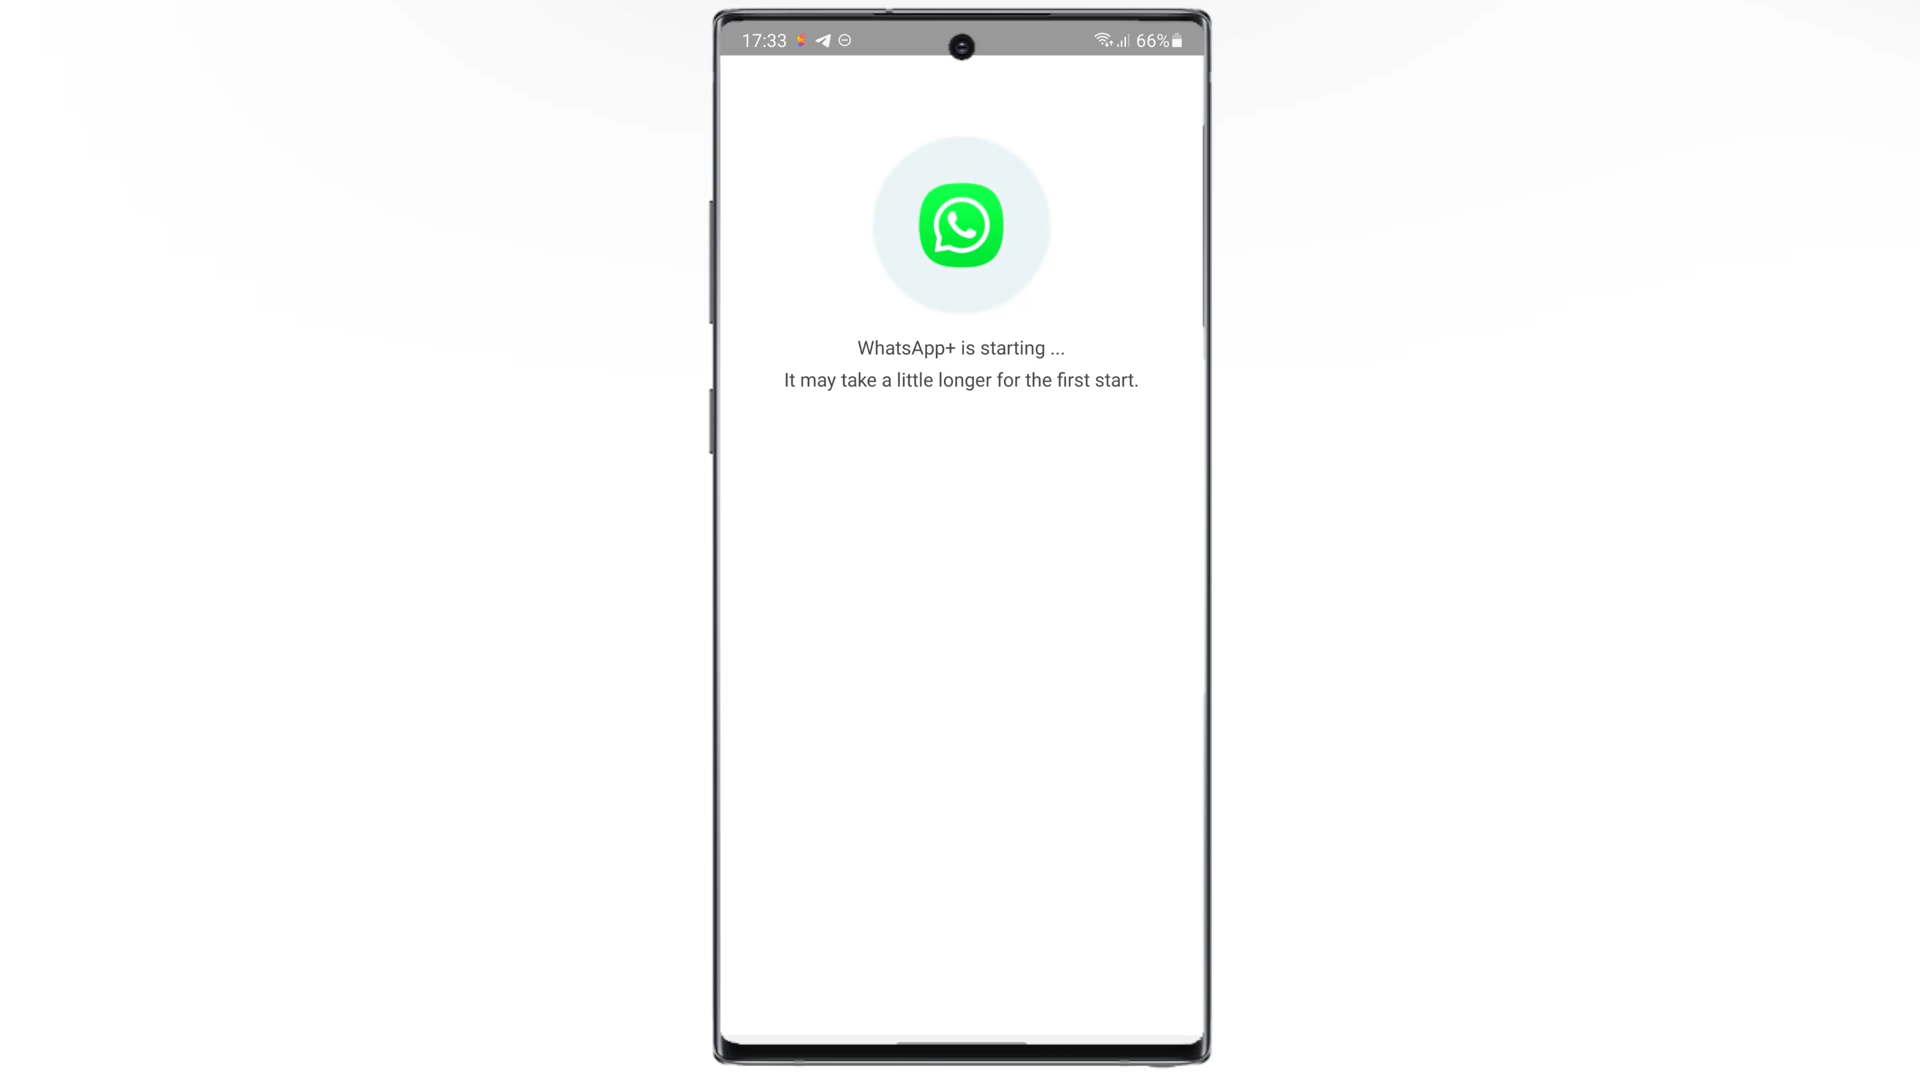 17:33 66%
WhatsApp+ is starting ...
It may take a little longer for the first start.